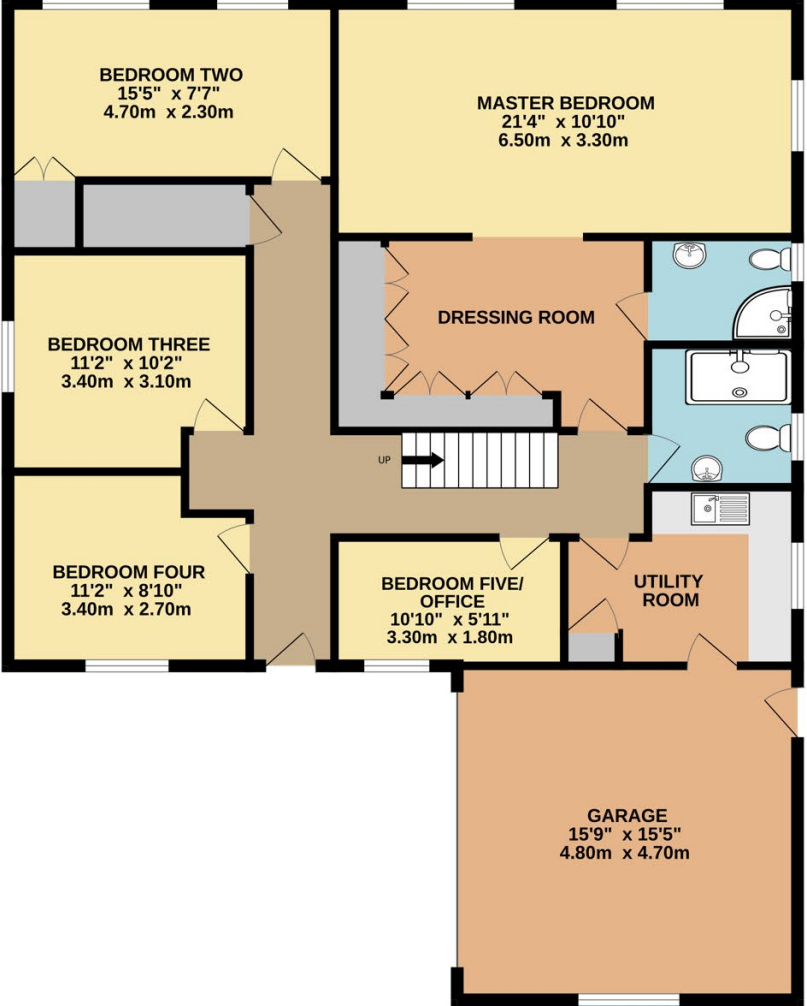 BEDROOM TWO
15'5" x 7'7"
4.70m x 2.30m
MASTER BEDROOM
21'4" x 10'10"
6.50m x 3.30m
DRESSING ROOM
BEDROOM THREE
11'2" x 10'2"
3.40m x 3.10m
UP
BEDROOM FOUR
11'2" x 8'10"
3.40m x 2.70m
BEDROOM FIVE/
OFFICE
10'10" x 5'11"
3.30m x 1.80m
UTILITY
ROOM
GARAGE
15'9" x 15'5"
4.80m x 4.70m